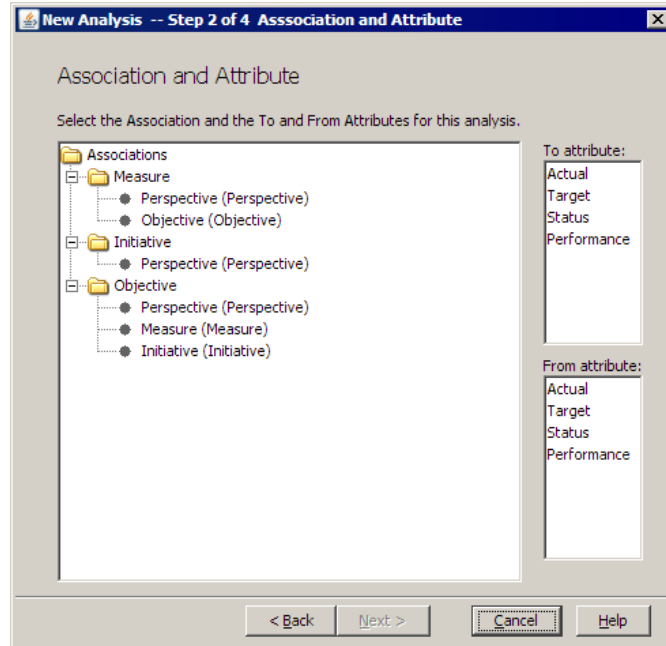 New Analysis -- Step 2 of 4 Asssociation and Attribute
Association and Attribute
Select the Association and the To and From Attributes for this analysis.
Associations
Measure
Perspective (Perspective)
Objective (Objective)
Initiative
Perspective (Perspective)
Objective
Perspective (Perspective)
Measure (Measure)
Initiative (Initiative)
To attribute:
Actual
Target
Status
Performance
From attribute:
Actual
Target
Status
Performance
< Back
Next >
Cancel
Help